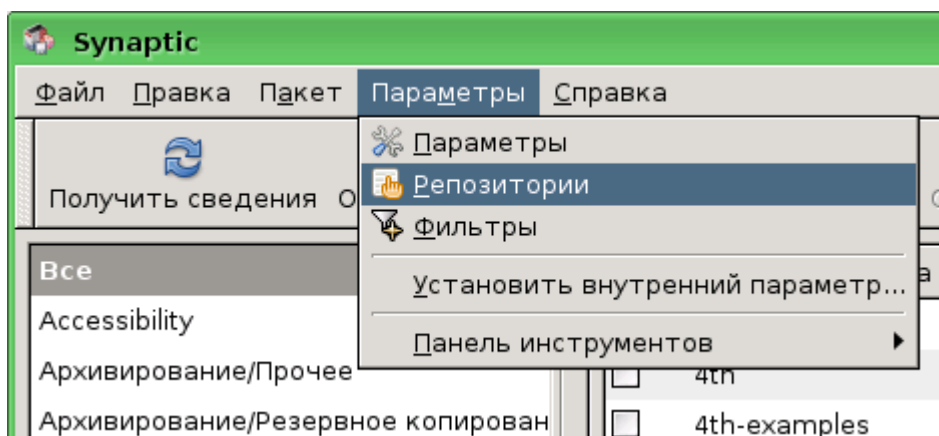 Synaptic
Файл Правка Пакет Параметры Справка
Параметры
Репозитории
Получить сведения
Фильтры
Все
Установить внутренний параметр...
Accessibility
Панель инструментов
Архивирование/Прочее
4th
Архивирование/Резервное копирован
4th-examples